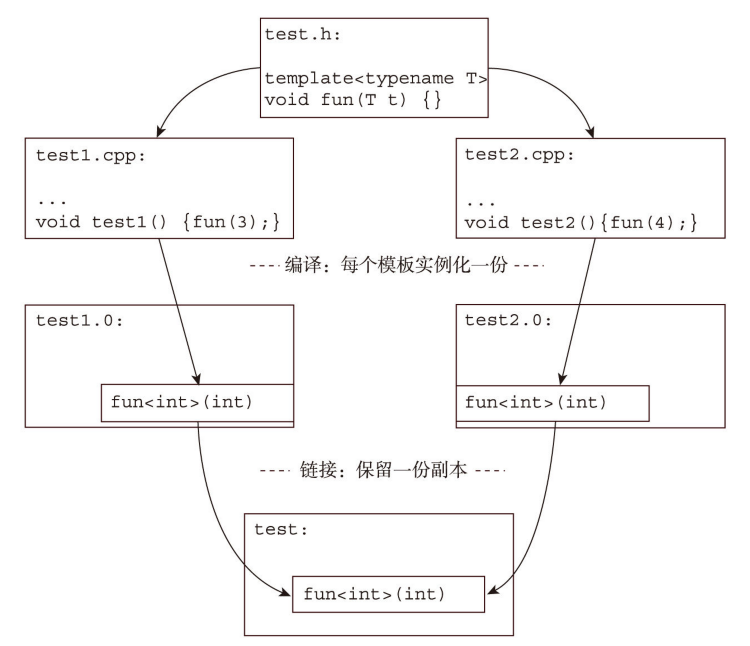 test.h:
template<typename T>
void fun(T t) {}
test1.cpp:
...
void test1() {fun(3);}
test2.cpp:
...
void test2(){fun(4);}
---- 编译：每个模板实例化一份 ----
test1.0:
fun<int>(int)
test2.0:
fun<int>(int)
---- 链接：保留一份副本 ----
test:
fun<int>(int)